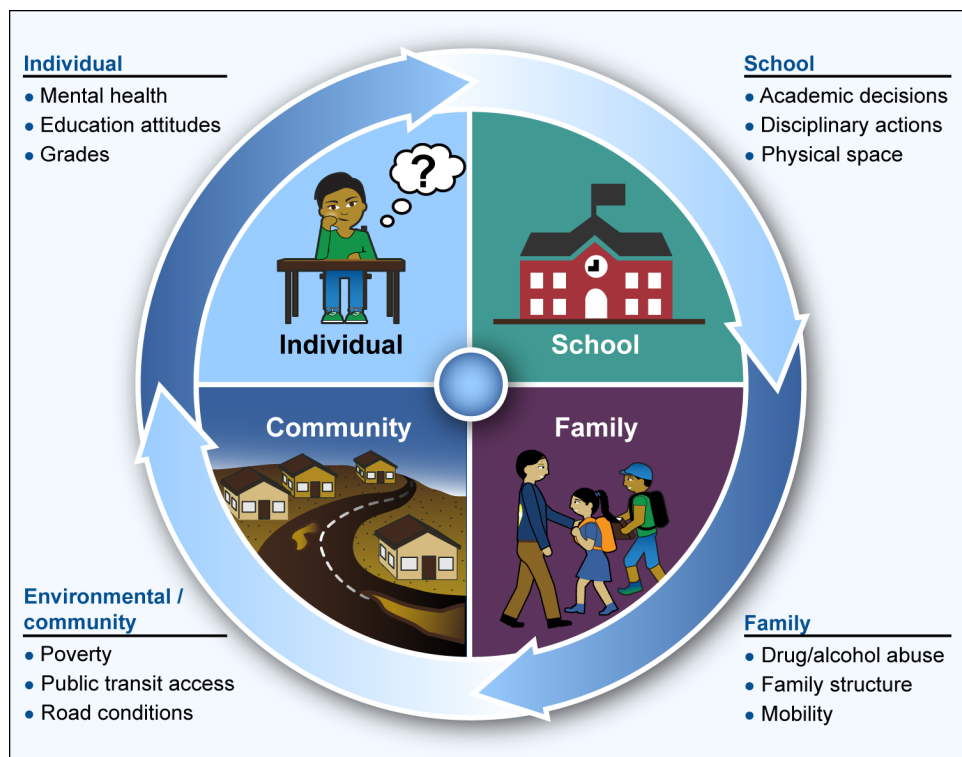 Individual
● Mental health
● Education attitudes
● Grades
School
● Academic decisions
● Disciplinary actions
● Physical space
?
Individual
School
Community
Family
Environmental /
community
● Poverty
● Public transit access
● Road conditions
Family
● Drug/alcohol abuse
● Family structure
● Mobility